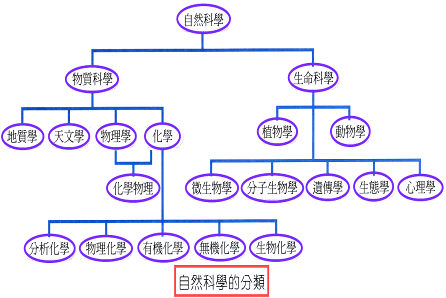 自然科學
物質科學
生命科學
地質學
天文學
物理學
化學
植物學
動物學
化學物理
微生物學
分子生物學
遺傳學
生態學
心理學
分析化學
物理化學
有機化學
無機化學
生物化學
自然科學的分類